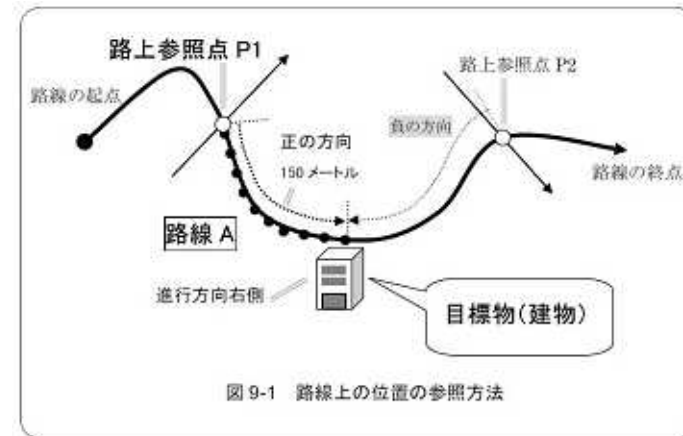 路上参照点 P1
路上参照点 P2
路線の起点
負の方向
正の方向
150 メートル
路線の終点
路線 A
進行方向右側
目標物(建物)
図 9-1 路線上の位置の参照方法